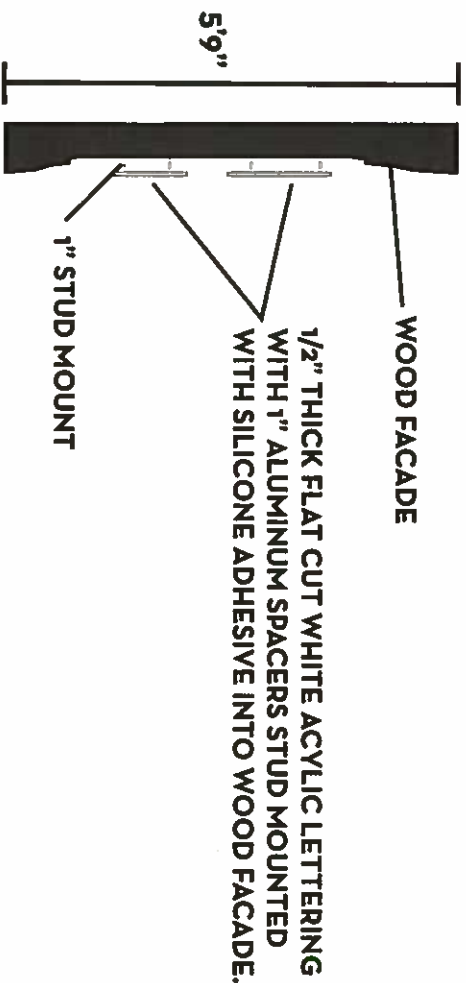 5'9"
WOOD FACADE
1/2" THICK FLAT CUT WHITE ACYLIC LETTERING
WITH 1" ALUMINUM SPACERS STUD MOUNTED
WITH SILICONE ADHESIVE INTO WOOD FACADE.
1" STUD MOUNT